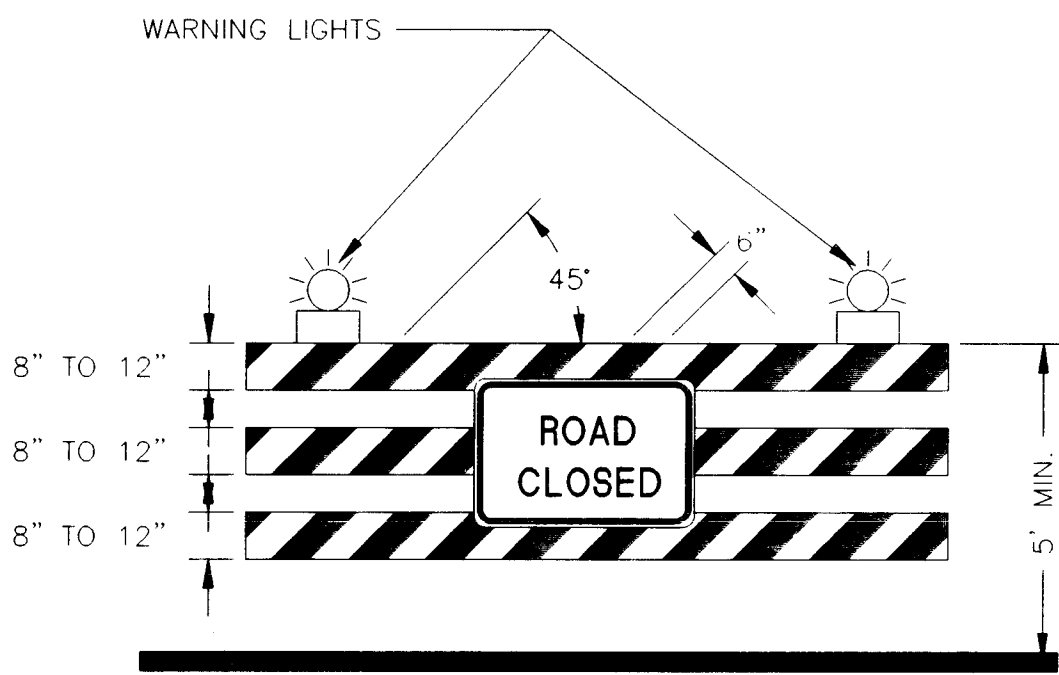 WARNING LIGHTS
45°
6"
8" TO 12"
8" TO 12"
8" TO 12"
ROAD
CLOSED
5' MIN.